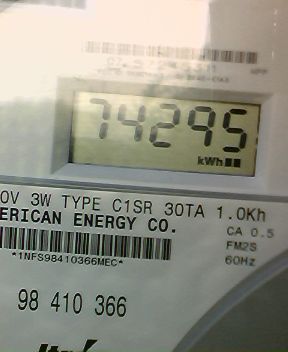 74295
kWh
0V 3W TYPE C1SR 30TA 1.0Kh
ERICAN ENERGY CO.
CA 0.5
FM2S
*1NFS98410366MEC*
60Hz
98 410 366